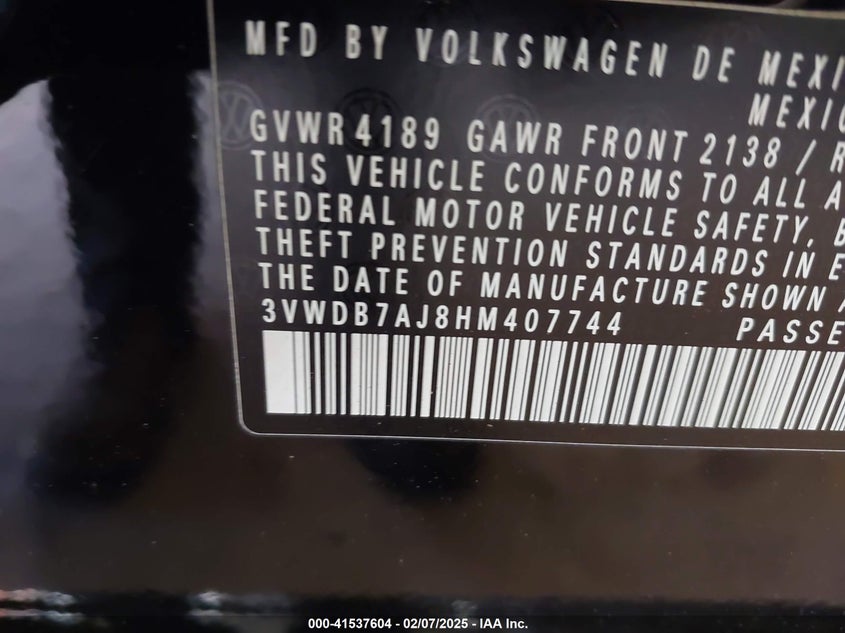 MFD BY VOLKSWAGEN DE MEXI
MEXIC
GVWR 4189 GAWR FRONT 2138 / R
THIS VEHICLE CONFORMS TO ALL A
FEDERAL MOTOR VEHICLE SAFETY, B
THEFT PREVENTION STANDARDS IN E
THE DATE OF MANUFACTURE SHOWN A
3VWDB7AJ8HM407744 PASSE
000-41537604 - 02/07/2025 - IAA Inc.